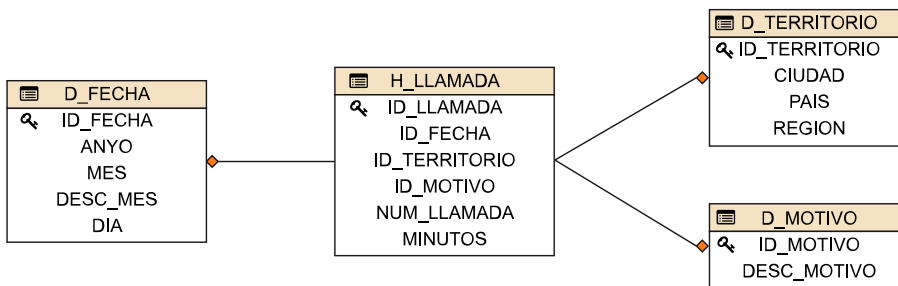 D_FECHA
ID_FECHA
ANYO
MES
DESC_MES
DIA
H_LLAMADA
ID_LLAMADA
ID_FECHA
ID_TERRITORIO
ID_MOTIVO
NUM_LLAMADA
MINUTOS
D_TERRITORIO
ID_TERRITORIO
CIUDAD
PAIS
REGION
D_MOTIVO
ID_MOTIVO
DESC_MOTIVO